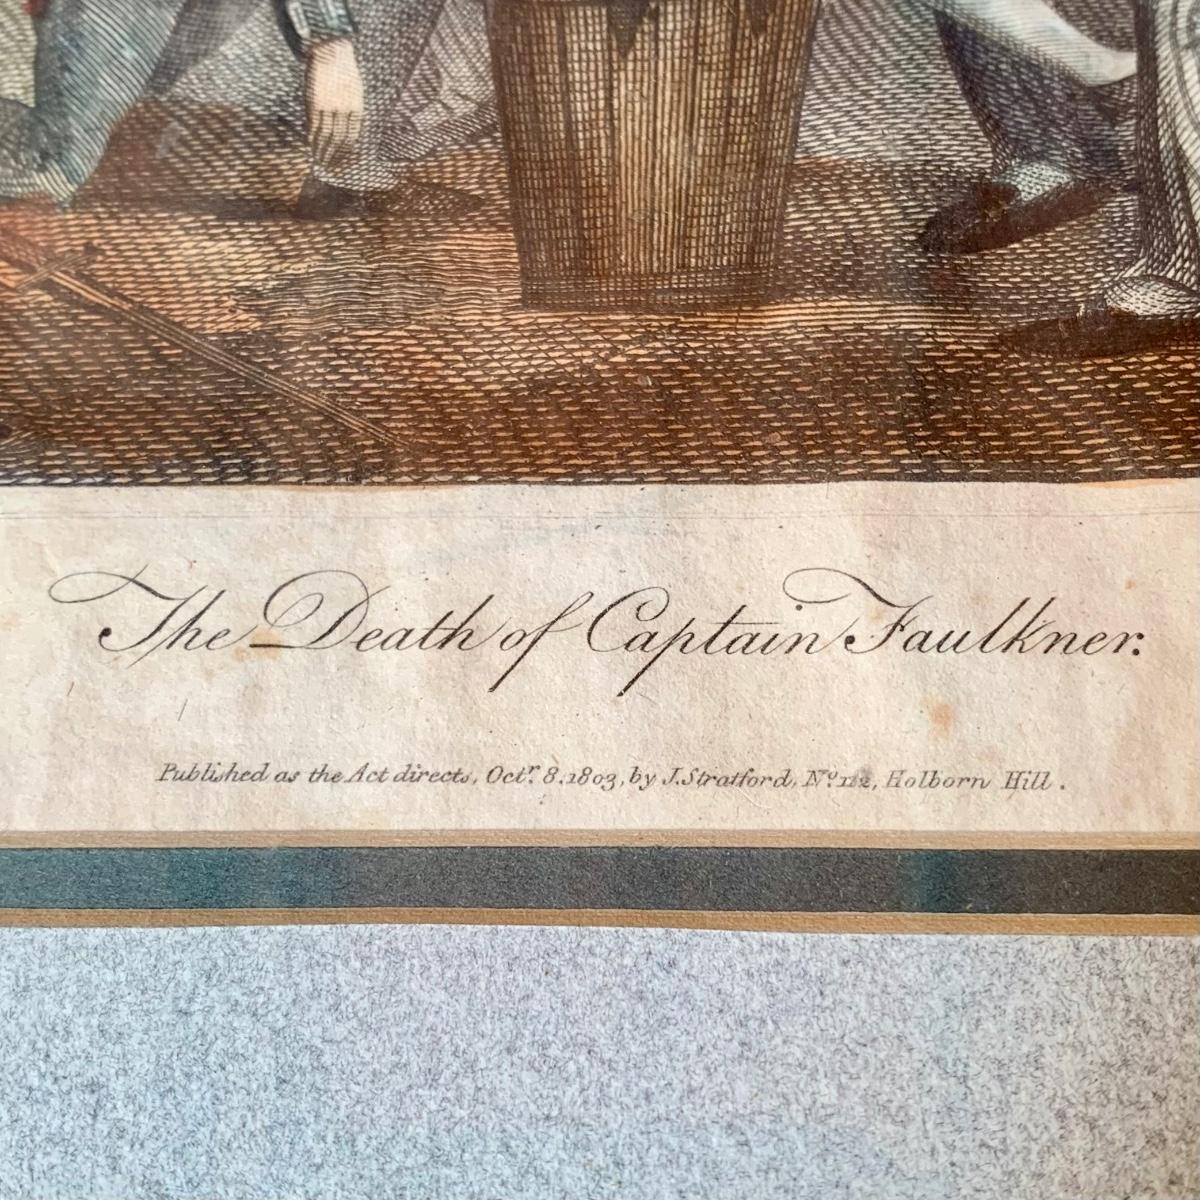 The Death of Captain Faulkner.
Published as the Act directs, Octr. 8. 1803, by J. Stratford, No. 112, Holborn Hill.